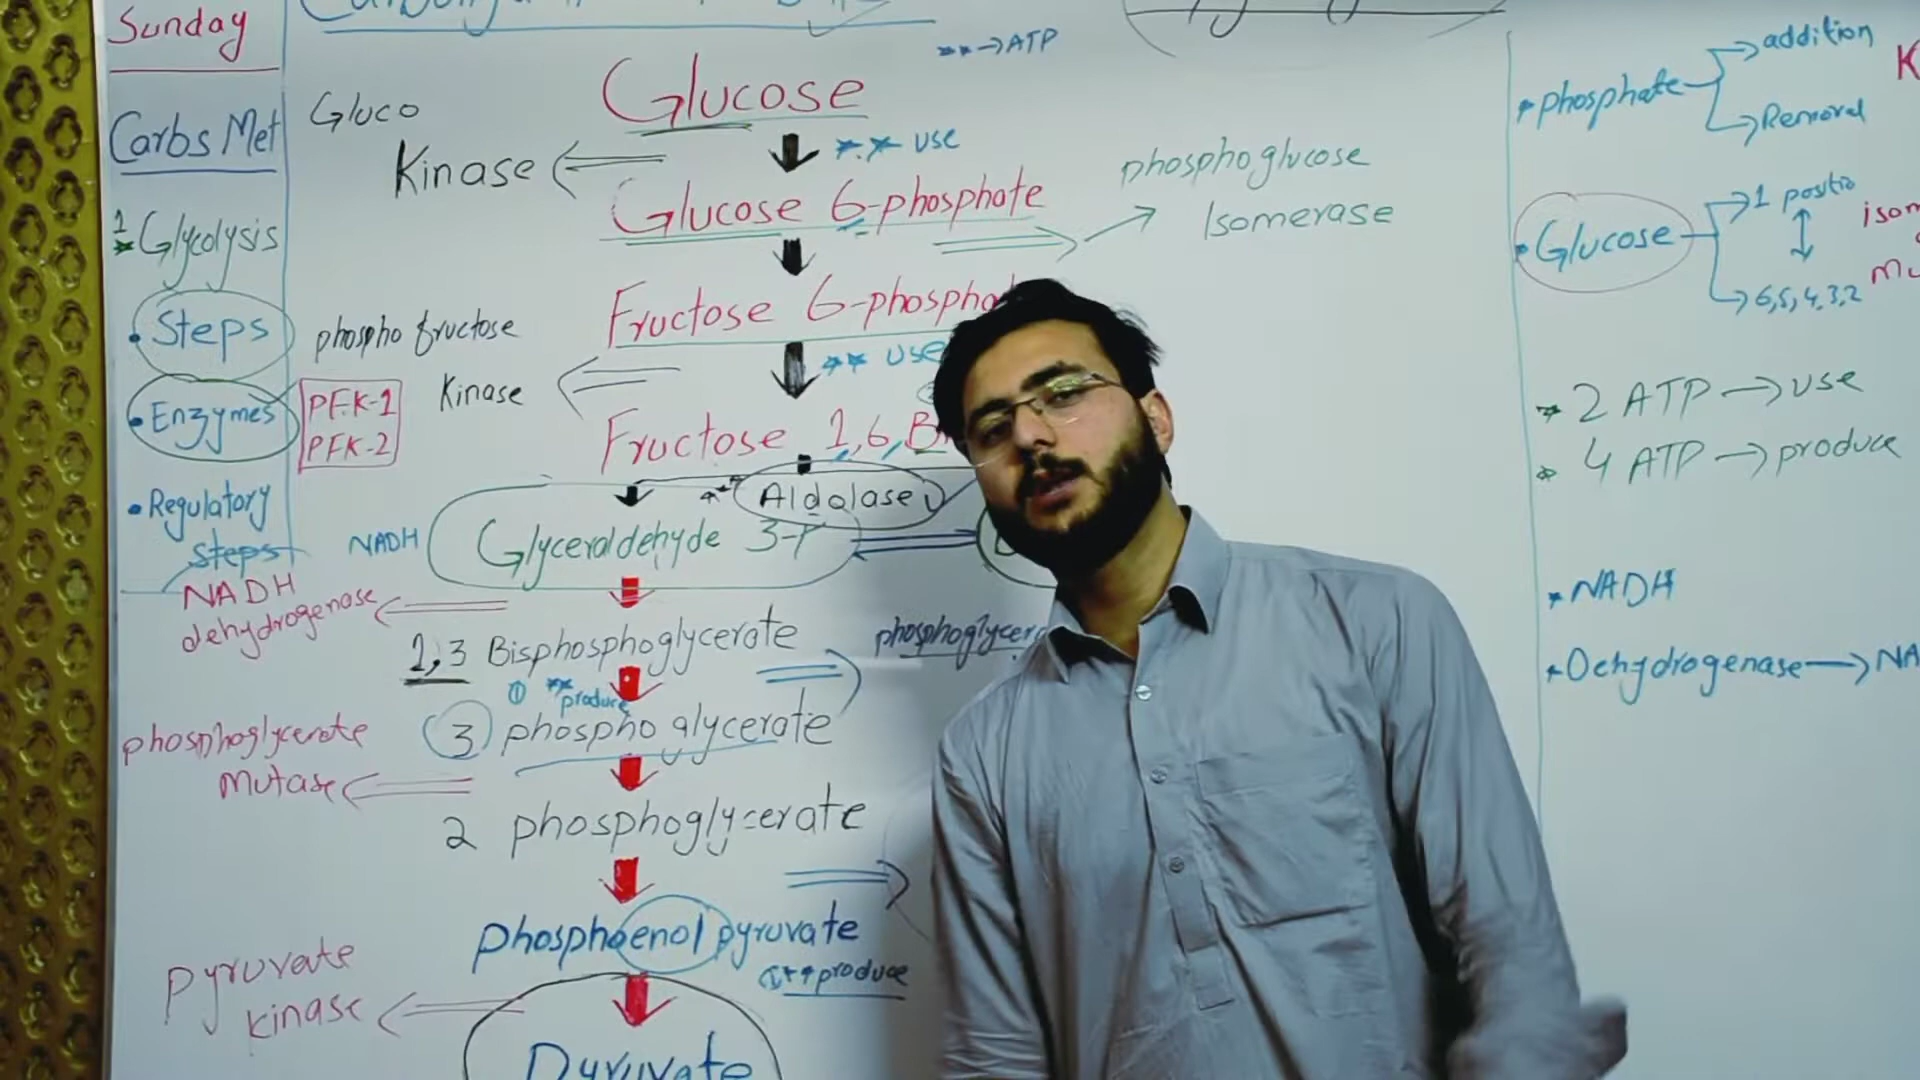 Sunday
Carbs Met
1
Glycolysis
Steps
Enzymes
Regulatory
Steps
** → ATP
Glucose
Gluco
Kinase
** use
Glucose 6-phosphate
phosphoglucose
Isomerase
Fructose 6-phospha
phospho fructose
Kinase
PFK-1
PFK-2
** use
Fructose 1,6, B
Aldolase
NADH
Glyceraldehyde 3-P
NADH
dehydrogenase
1,3 Bisphosphoglycerate
phosphoglycer
① ** produce
3 phospho glycerate
phosphoglycerate
Mutase
2 phosphoglycerate
phosphoenol pyruvate
produce
pyruvate
kinase
Pyruvate
phosphate
addition
Removal
K
Glucose
1 positio
6,5,4,3,2
isom
mu
* 2 ATP → use
* 4 ATP → produce
* NADH
* Dehydrogenase → NA